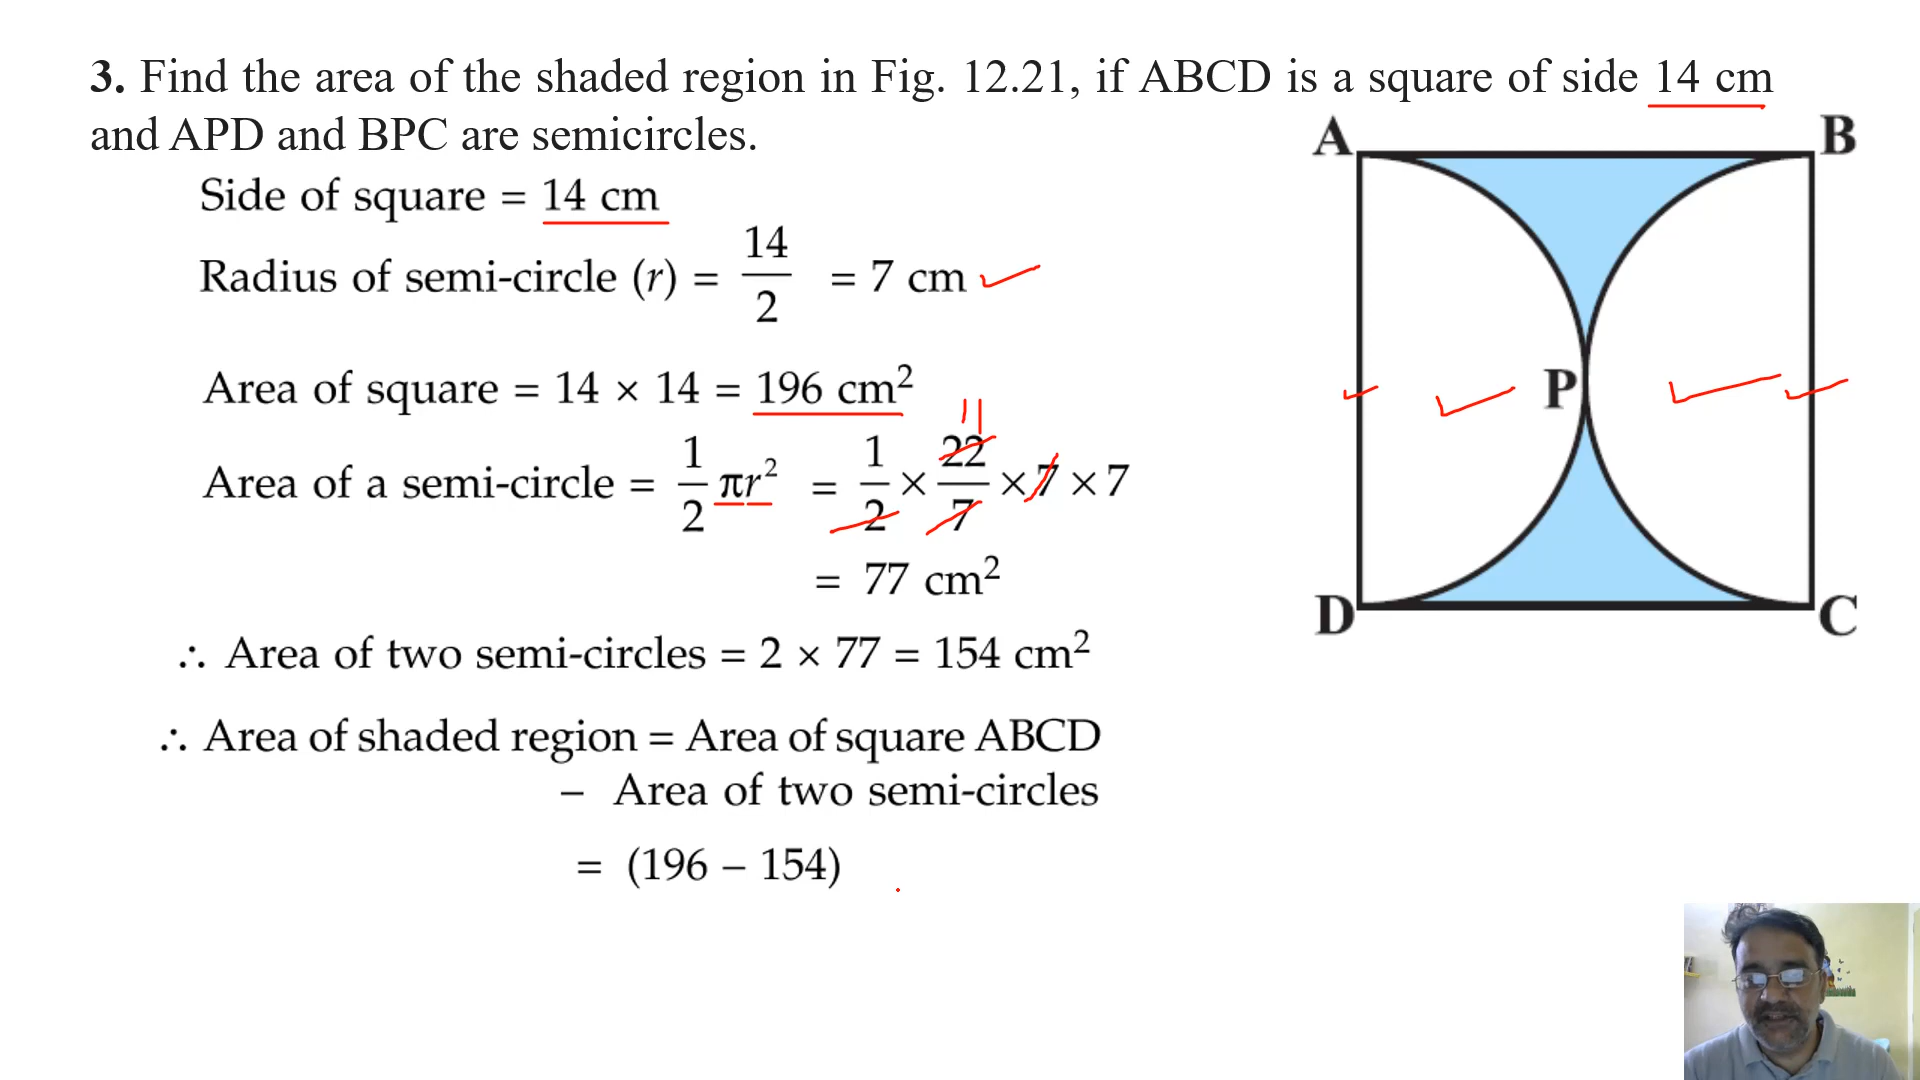 3. Find the area of the shaded region in Fig. 12.21, if ABCD is a square of side 14 cm
and APD and BPC are semicircles.
Side of square = 14 cm
Radius of semi-circle (r) = 14/2 = 7 cm
Area of square = 14 × 14 = 196 cm²
11
Area of a semi-circle = 1/2 πr² = 1/2 × 22/7 × 7 × 7
= 77 cm²
∴ Area of two semi-circles = 2 × 77 = 154 cm²
∴ Area of shaded region = Area of square ABCD
– Area of two semi-circles
= (196 – 154)
A
B
P
D
C